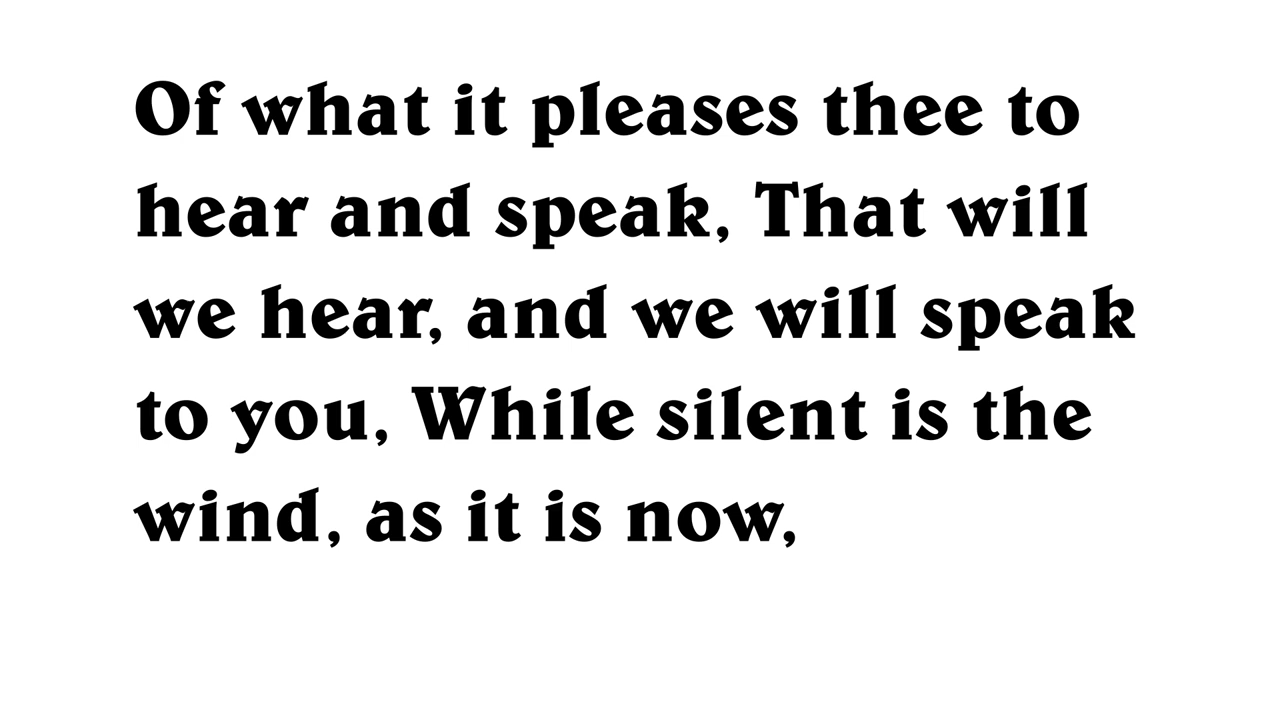 Of what it pleases thee to
hear and speak, That will
we hear, and we will speak
to you, While silent is the
wind, as it is now,